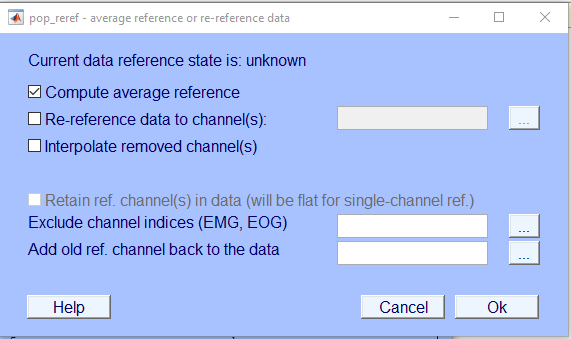 pop_reref - average reference or re-reference data
Current data reference state is: unknown
Compute average reference
Re-reference data to channel(s):
...
Interpolate removed channel(s)
Retain ref. channel(s) in data (will be flat for single-channel ref.)
Exclude channel indices (EMG, EOG)
...
Add old ref. channel back to the data
...
Help
Cancel
Ok